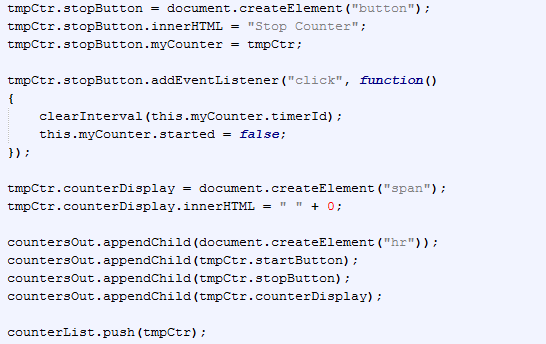 tmpCtr.stopButton = document.createElement("button");
tmpCtr.stopButton.innerHTML = "Stop Counter";
tmpCtr.stopButton.myCounter = tmpCtr;
tmpCtr.stopButton.addEventListener("click", function()
{
    clearInterval(this.myCounter.timerId);
    this.myCounter.started = false;
});
tmpCtr.counterDisplay = document.createElement("span");
tmpCtr.counterDisplay.innerHTML = " " + 0;
countersOut.appendChild(document.createElement("hr"));
countersOut.appendChild(tmpCtr.startButton);
countersOut.appendChild(tmpCtr.stopButton);
countersOut.appendChild(tmpCtr.counterDisplay);
counterList.push(tmpCtr);